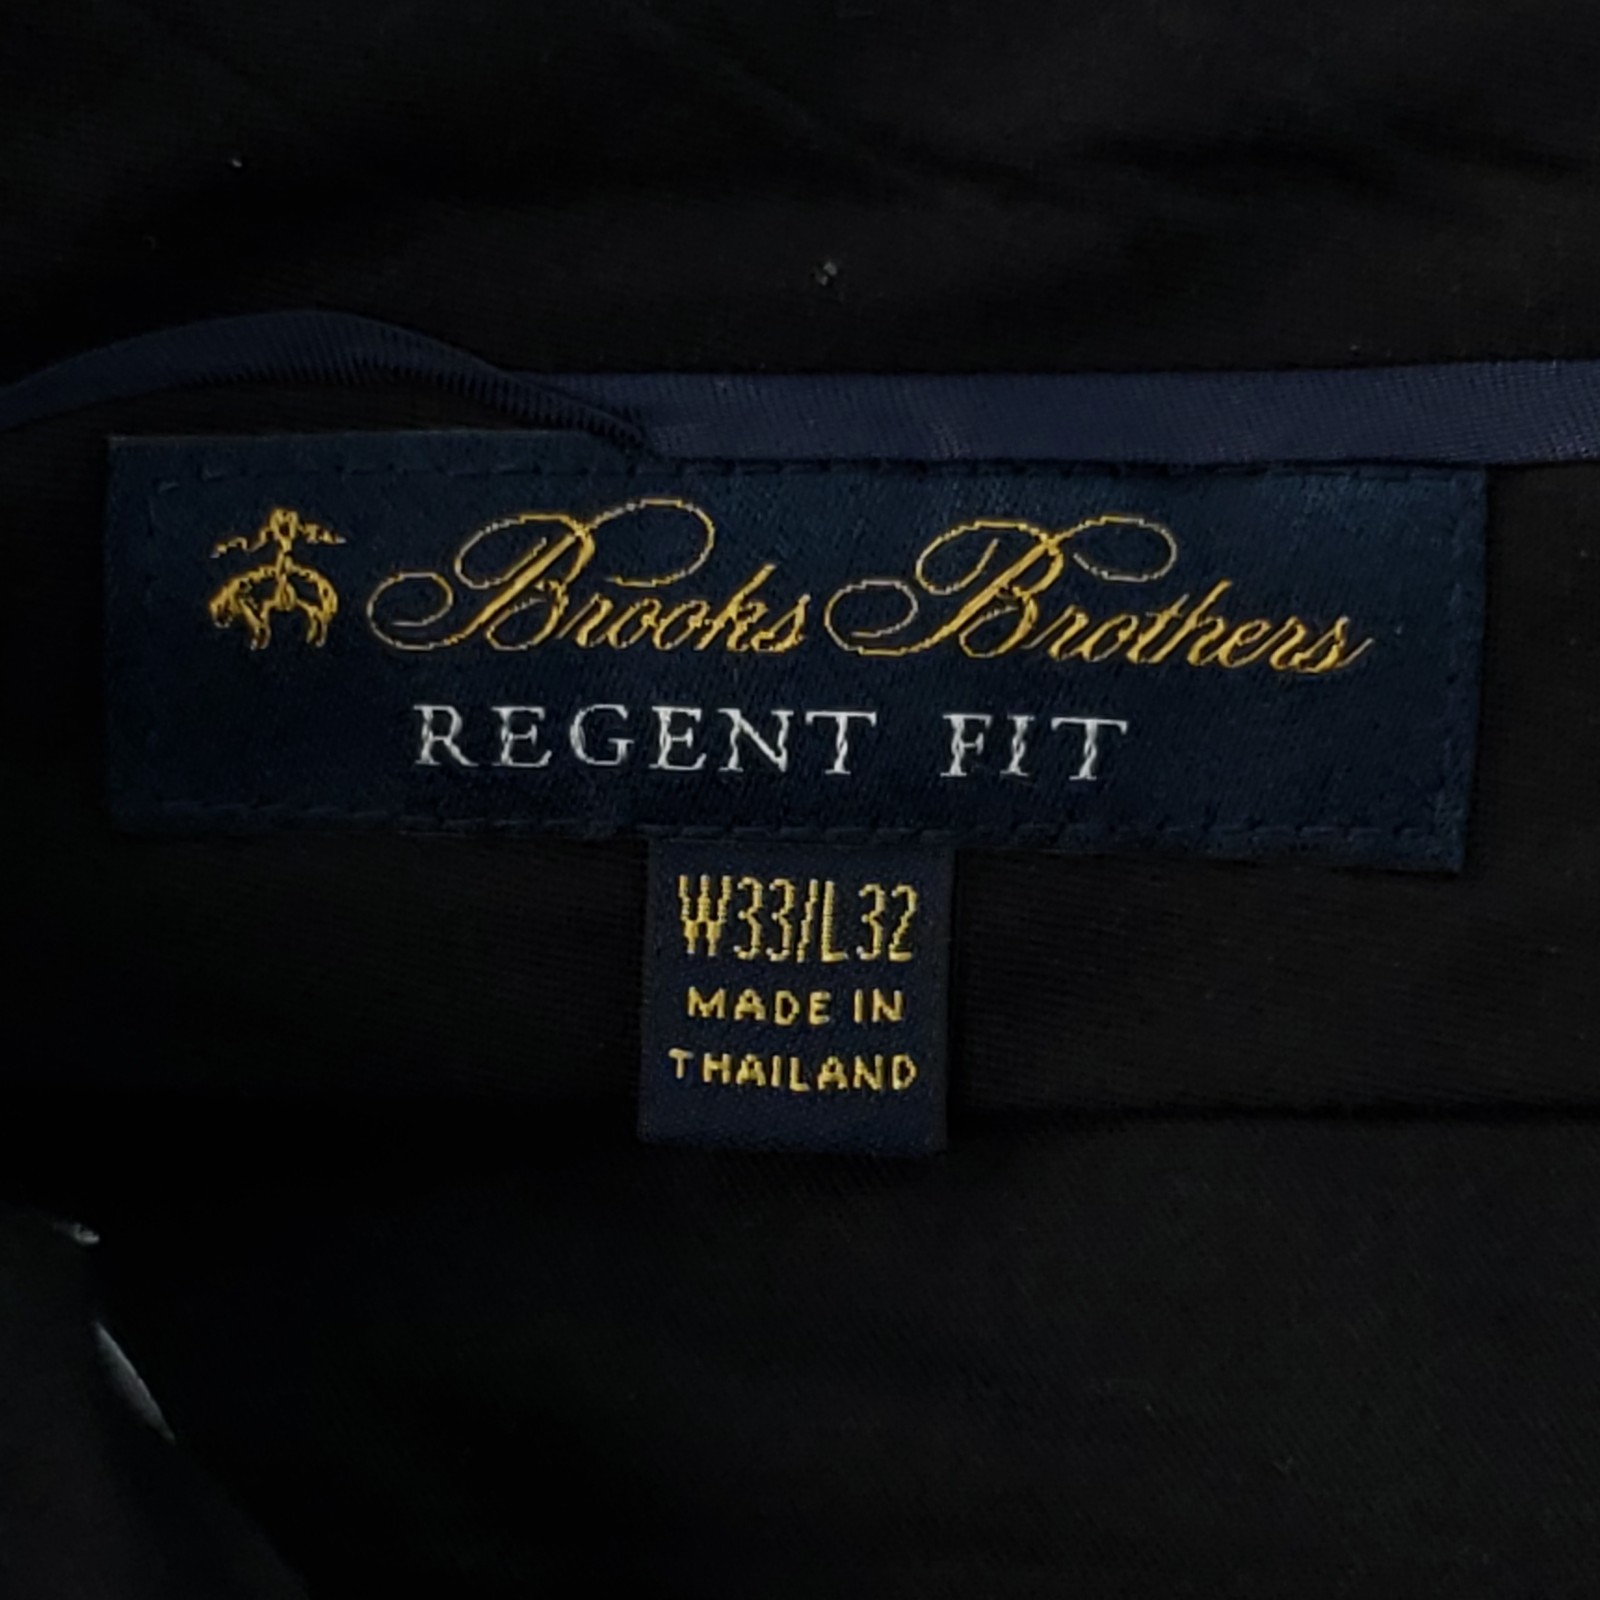 Brooks Brothers
REGENT FIT
W33/L32
MADE IN
THAILAND